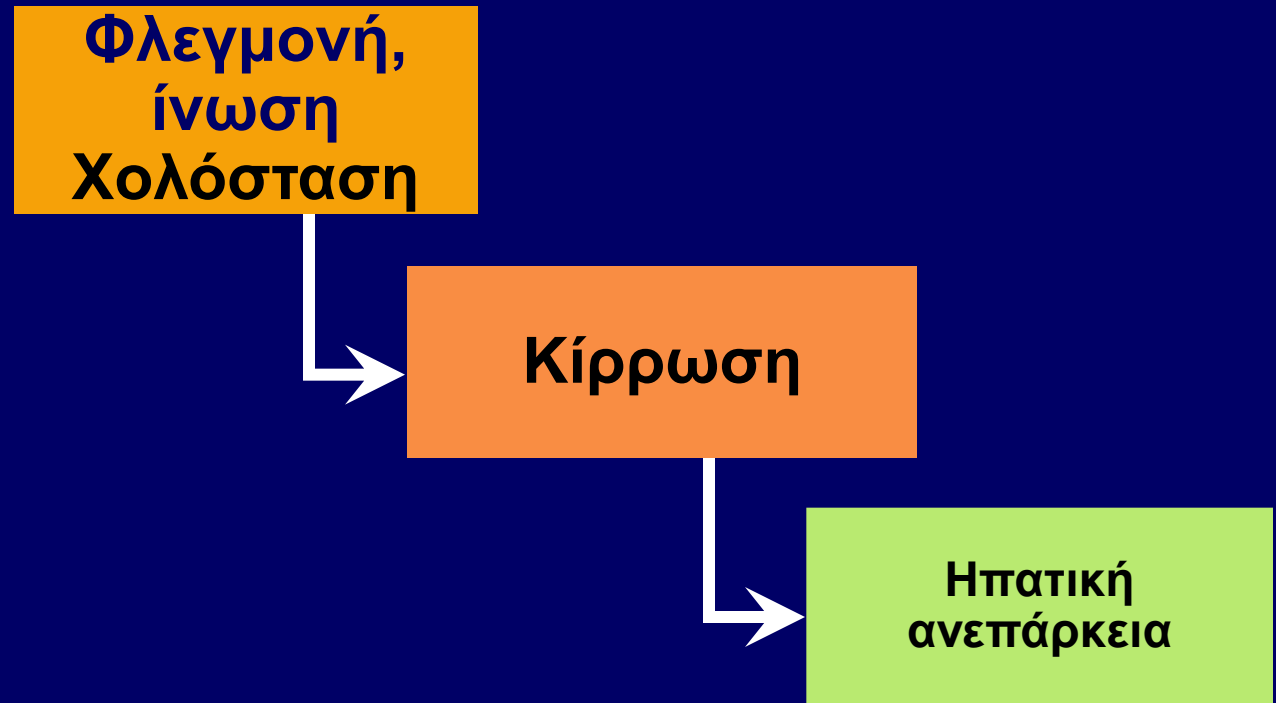 Φλεγμονή,
ίνωση
Χολόσταση
Κίρρωση
Ηπατική
ανεπάρκεια